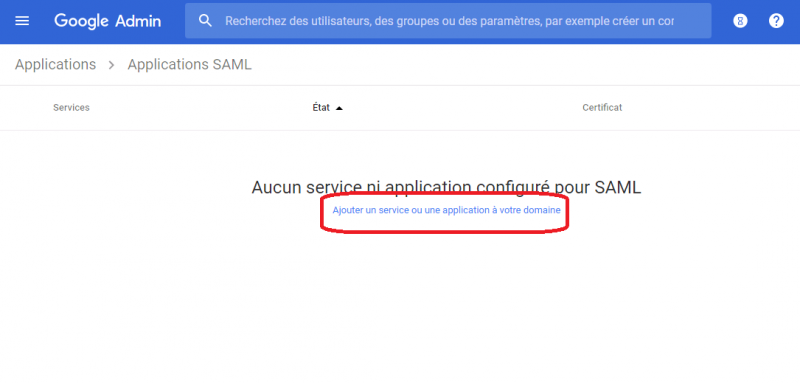 Google Admin
Recherchez des utilisateurs, des groupes ou des paramètres, par exemple créer un cor
Applications > Applications SAML
Services État Certificat
Aucun service ni application configuré pour SAML
Ajouter un service ou une application à votre domaine